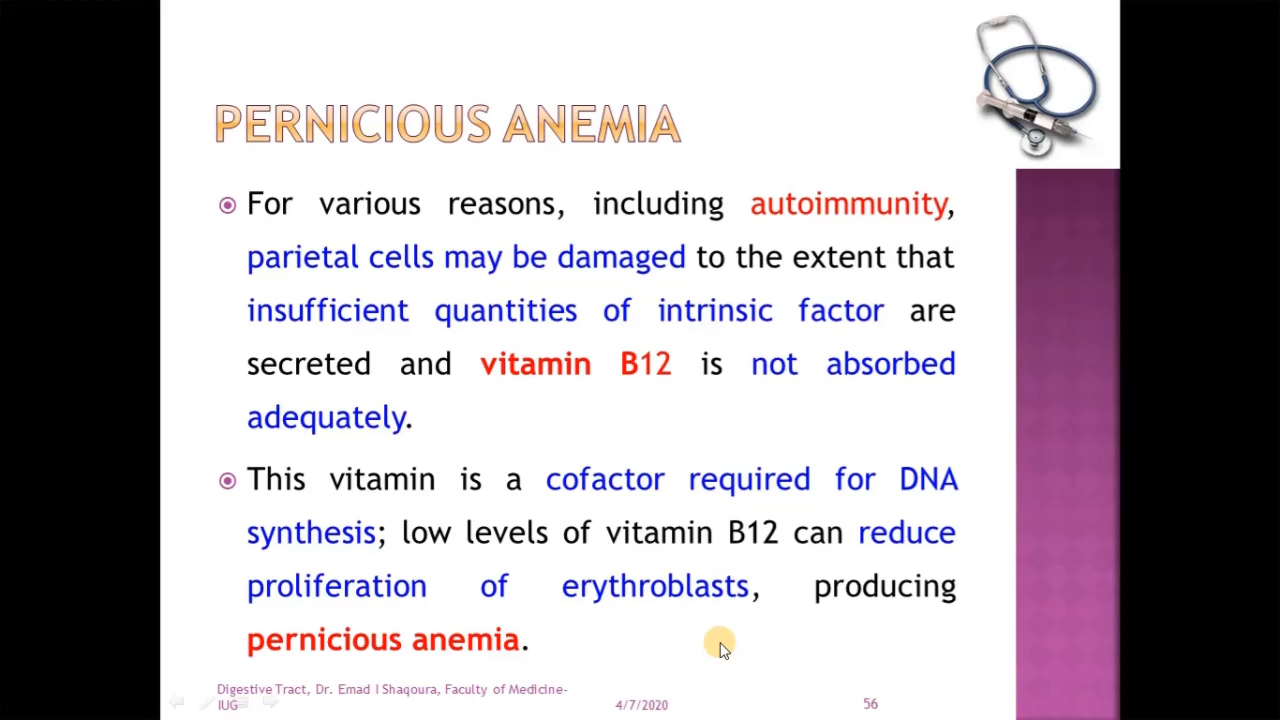 PERNICIOUS ANEMIA
For various reasons, including autoimmunity,
parietal cells may be damaged to the extent that
insufficient quantities of intrinsic factor are
secreted and vitamin B12 is not absorbed
adequately.
This vitamin is a cofactor required for DNA
synthesis; low levels of vitamin B12 can reduce
proliferation of erythroblasts, producing
pernicious anemia.
Digestive Tract, Dr. Emad I Shaqoura, Faculty of Medicine-
IUG 4/7/2020 56